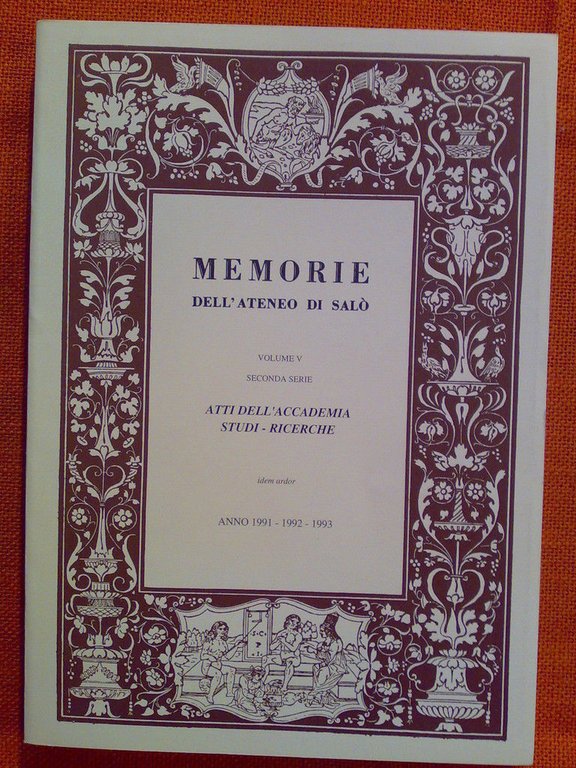 MEMORIE
DELL'ATENEO DI SALÒ
VOLUME V
SECONDA SERIE
ATTI DELL'ACCADEMIA
STUDI - RICERCHE
idem ardor
ANNO 1991 - 1992 - 1993